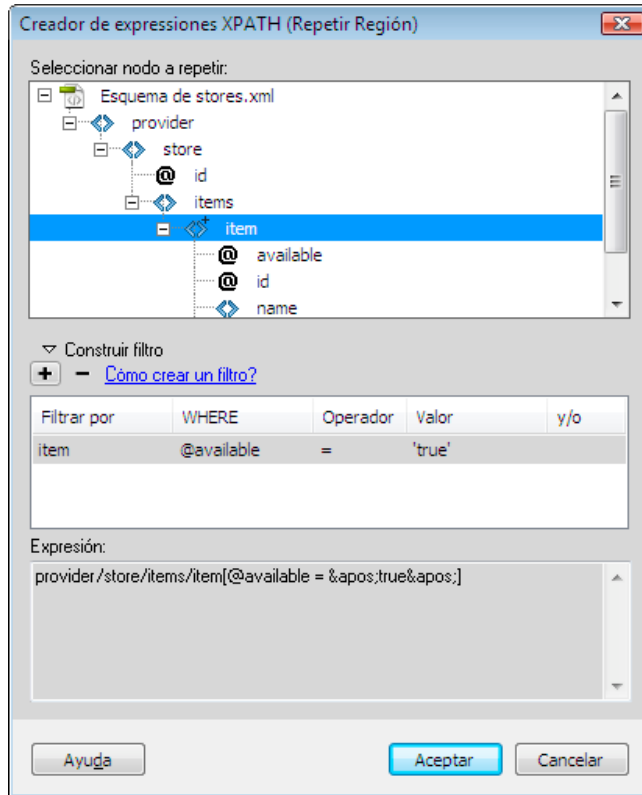 Creador de expresiones XPATH (Repetir Región)
Seleccionar nodo a repetir:
Esquema de stores.xml
provider
store
@ id
items
item
@ available
@ id
name
Construir filtro
+ − Cómo crear un filtro?
Filtrar por WHERE Operador Valor y/o
item @available = 'true'
Expresión:
provider/store/items/item[@available = &apos;true&apos;]
Ayuda Aceptar Cancelar